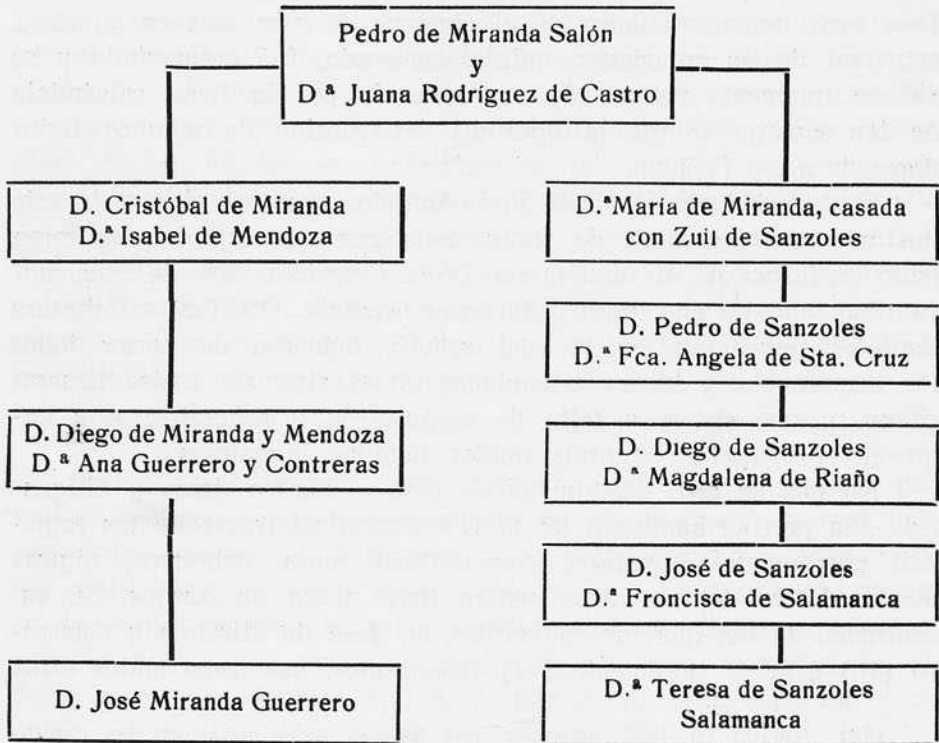 Pedro de Miranda Salón
y
D.ª Juana Rodríguez de Castro
D. Cristóbal de Miranda
D.ª Isabel de Mendoza
D.ª María de Miranda, casada
con Zuil de Sanzoles
D. Pedro de Sanzoles
D.ª Fca. Angela de Sta. Cruz
D. Diego de Miranda y Mendoza
D.ª Ana Guerrero y Contreras
D. Diego de Sanzoles
D.ª Magdalena de Riaño
D. José de Sanzoles
D.ª Froncisca de Salamanca
D. José Miranda Guerrero
D.ª Teresa de Sanzoles
Salamanca